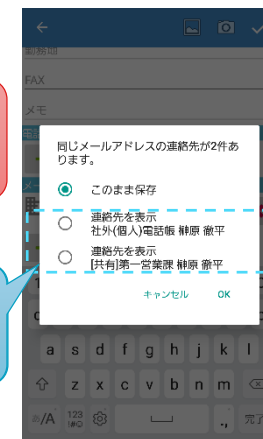 勤務地
FAX
メモ
同じメールアドレスの連絡先が2件あ
ります。
このまま保存
連絡先を表示
社外(個人)電話帳 榊原 徹平
連絡先を表示
[共有]第一営業課 榊原 徹平
キャンセル OK
a s d f g h j k l
z x c v b n m
あ/A 123 !#☺ ., 完了